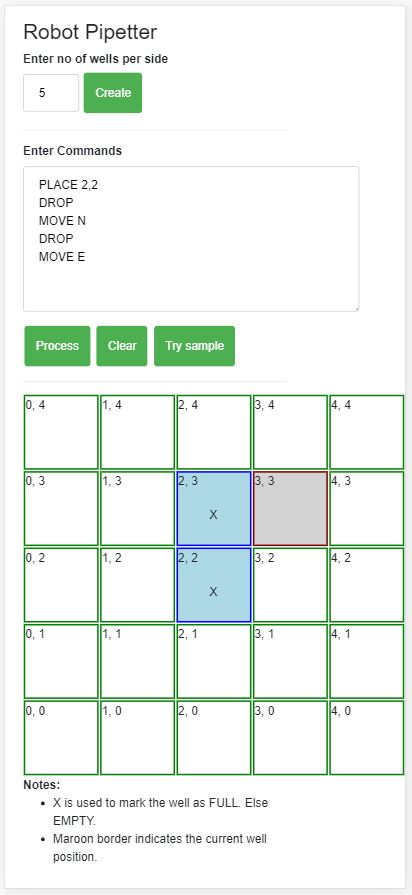 Robot Pipetter
Enter no of wells per side
5 Create
Enter Commands
PLACE 2,2
DROP
MOVE N
DROP
MOVE E
Process Clear Try sample
0, 4 1, 4 2, 4 3, 4 4, 4
0, 3 1, 3 2, 3 3, 3 4, 3
X
0, 2 1, 2 2, 2 3, 2 4, 2
X
0, 1 1, 1 2, 1 3, 1 4, 1
0, 0 1, 0 2, 0 3, 0 4, 0
Notes:
• X is used to mark the well as FULL. Else
EMPTY.
• Maroon border indicates the current well
position.